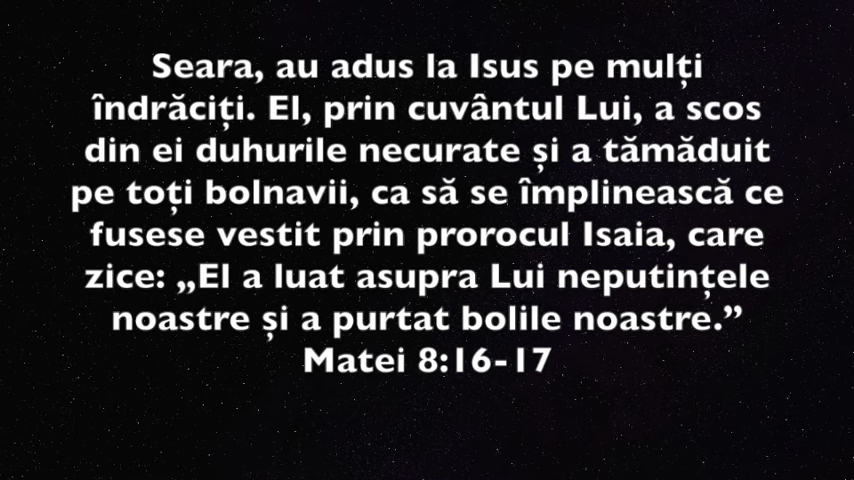 Seara, au adus la Isus pe mulți
îndrăciți. El, prin cuvântul Lui, a scos
din ei duhurile necurate și a tămăduit
pe toți bolnavii, ca să se împlinească ce
fusese vestit prin prorocul Isaia, care
zice: „El a luat asupra Lui neputințele
noastre și a purtat bolile noastre.”
Matei 8:16-17